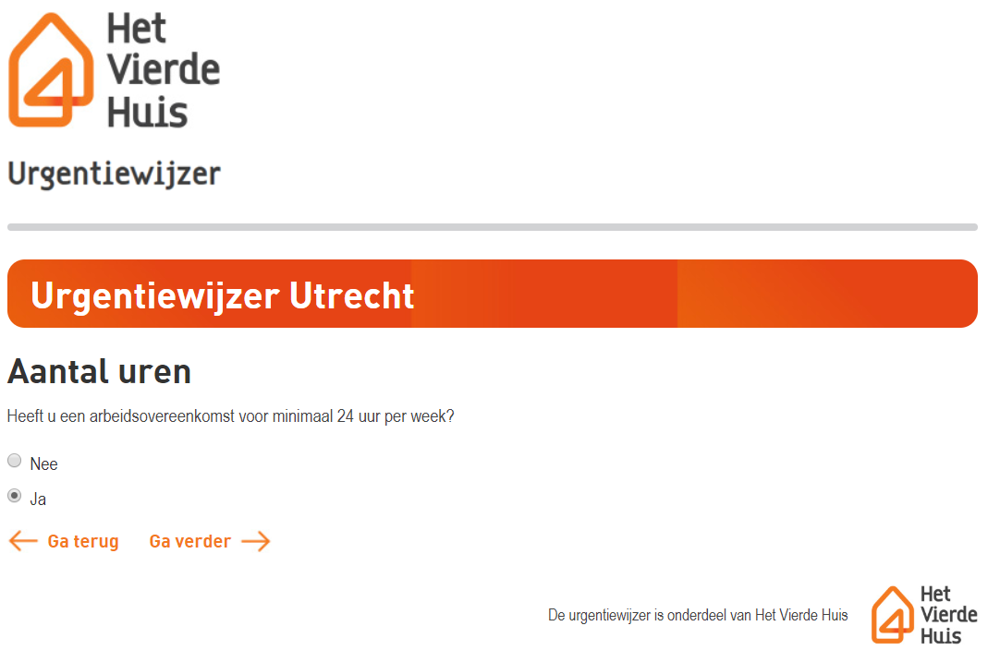 Het
Vierde
Huis
Urgentiewijzer
Urgentiewijzer Utrecht
Aantal uren
Heeft u een arbeidsovereenkomst voor minimaal 24 uur per week?
Nee
Ja
Ga terug Ga verder
De urgentiewijzer is onderdeel van Het Vierde Huis
Het
Vierde
Huis